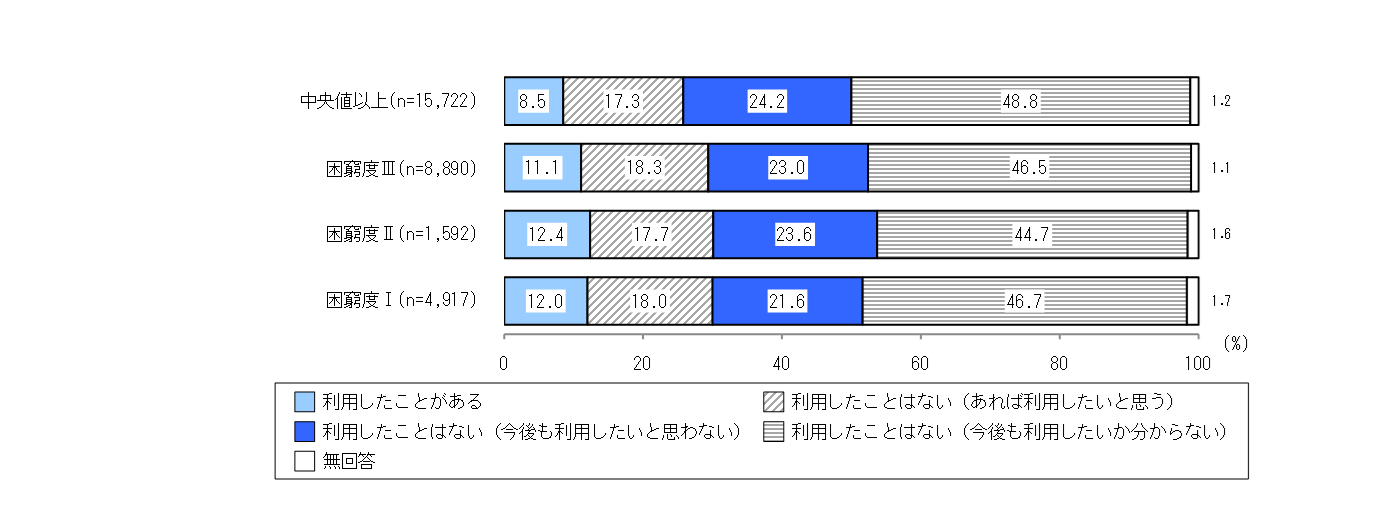 中央値以上(n=15,722) 8.5 17.3 24.2 48.8 1.2
困窮度Ⅲ(n=8,890) 11.1 18.3 23.0 46.5 1.1
困窮度Ⅱ(n=1,592) 12.4 17.7 23.6 44.7 1.6
困窮度Ⅰ(n=4,917) 12.0 18.0 21.6 46.7 1.7
(%)
0 20 40 60 80 100
利用したことがある 利用したことはない（あれば利用したいと思う）
利用したことはない（今後も利用したいと思わない） 利用したことはない（今後も利用したいか分からない）
無回答